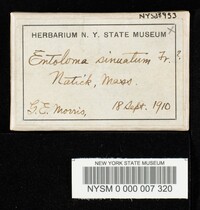 NYSf2953
HERBARIUM N. Y. STATE MUSEUM
Entoloma sinuatum Fr.?
Natick, Mass.
G. E. Morris, 18 Sept. 1910
NEW YORK STATE MUSEUM
NYSM 0 000 007 320